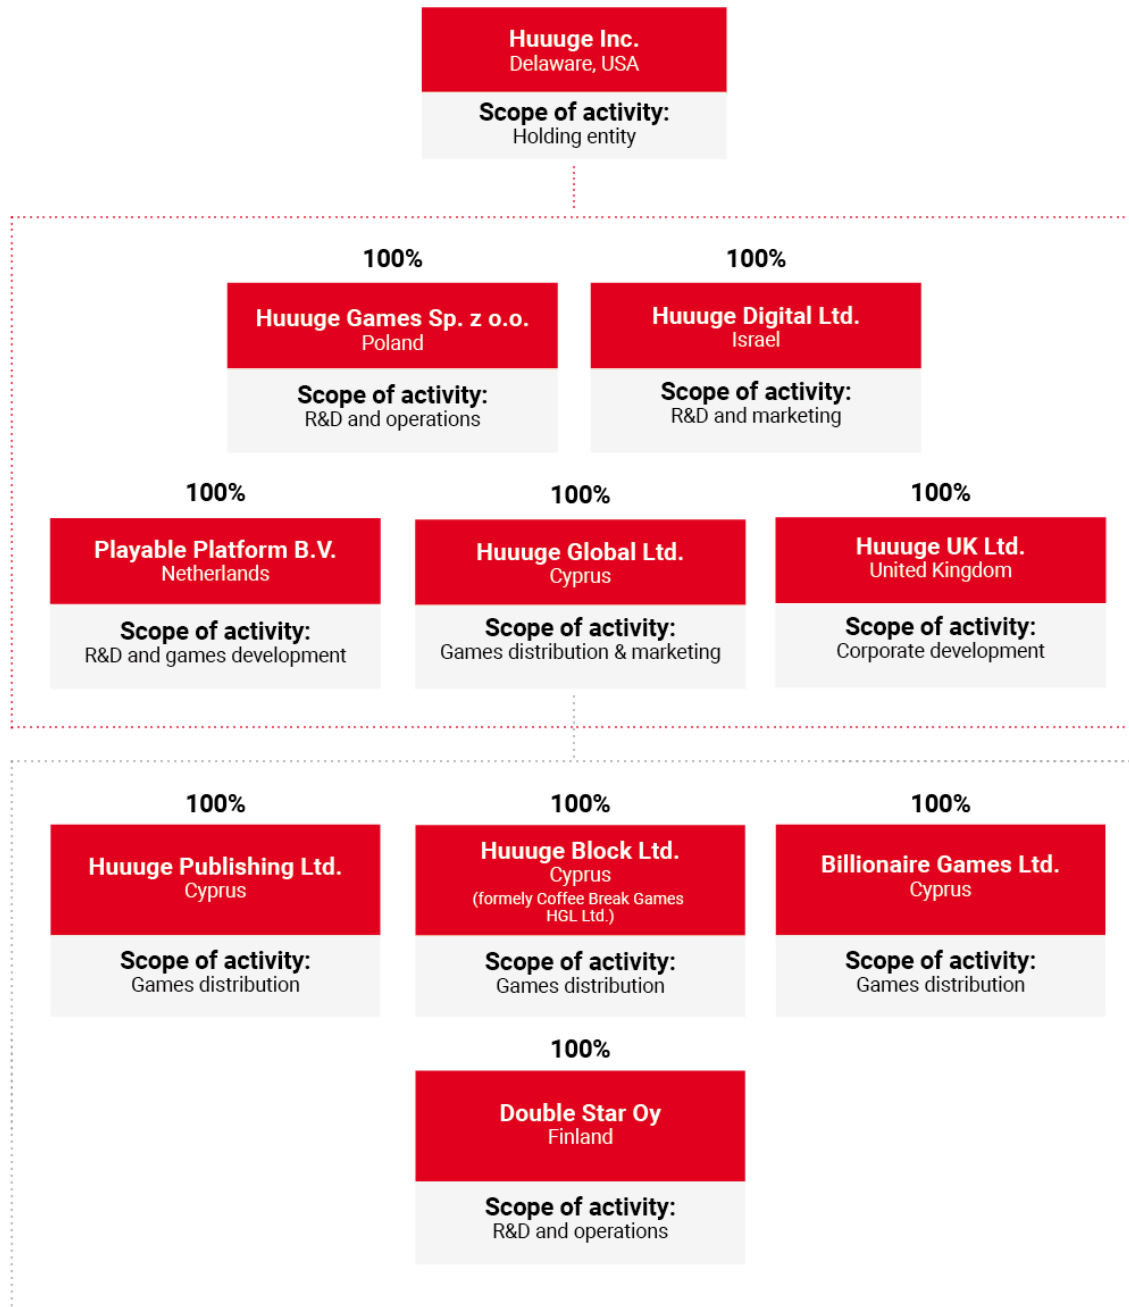 Huuuge Inc.
Delaware, USA
Scope of activity:
Holding entity
100%
Huuuge Games Sp. z o.o.
Poland
Scope of activity:
R&D and operations
100%
Huuuge Digital Ltd.
Israel
Scope of activity:
R&D and marketing
100%
Playable Platform B.V.
Netherlands
Scope of activity:
R&D and games development
100%
Huuuge Global Ltd.
Cyprus
Scope of activity:
Games distribution & marketing
100%
Huuuge UK Ltd.
United Kingdom
Scope of activity:
Corporate development
100%
Huuuge Publishing Ltd.
Cyprus
Scope of activity:
Games distribution
100%
Huuuge Block Ltd.
Cyprus
(formely Coffee Break Games
HGL Ltd.)
Scope of activity:
Games distribution
100%
Billionaire Games Ltd.
Cyprus
Scope of activity:
Games distribution
100%
Double Star Oy
Finland
Scope of activity:
R&D and operations